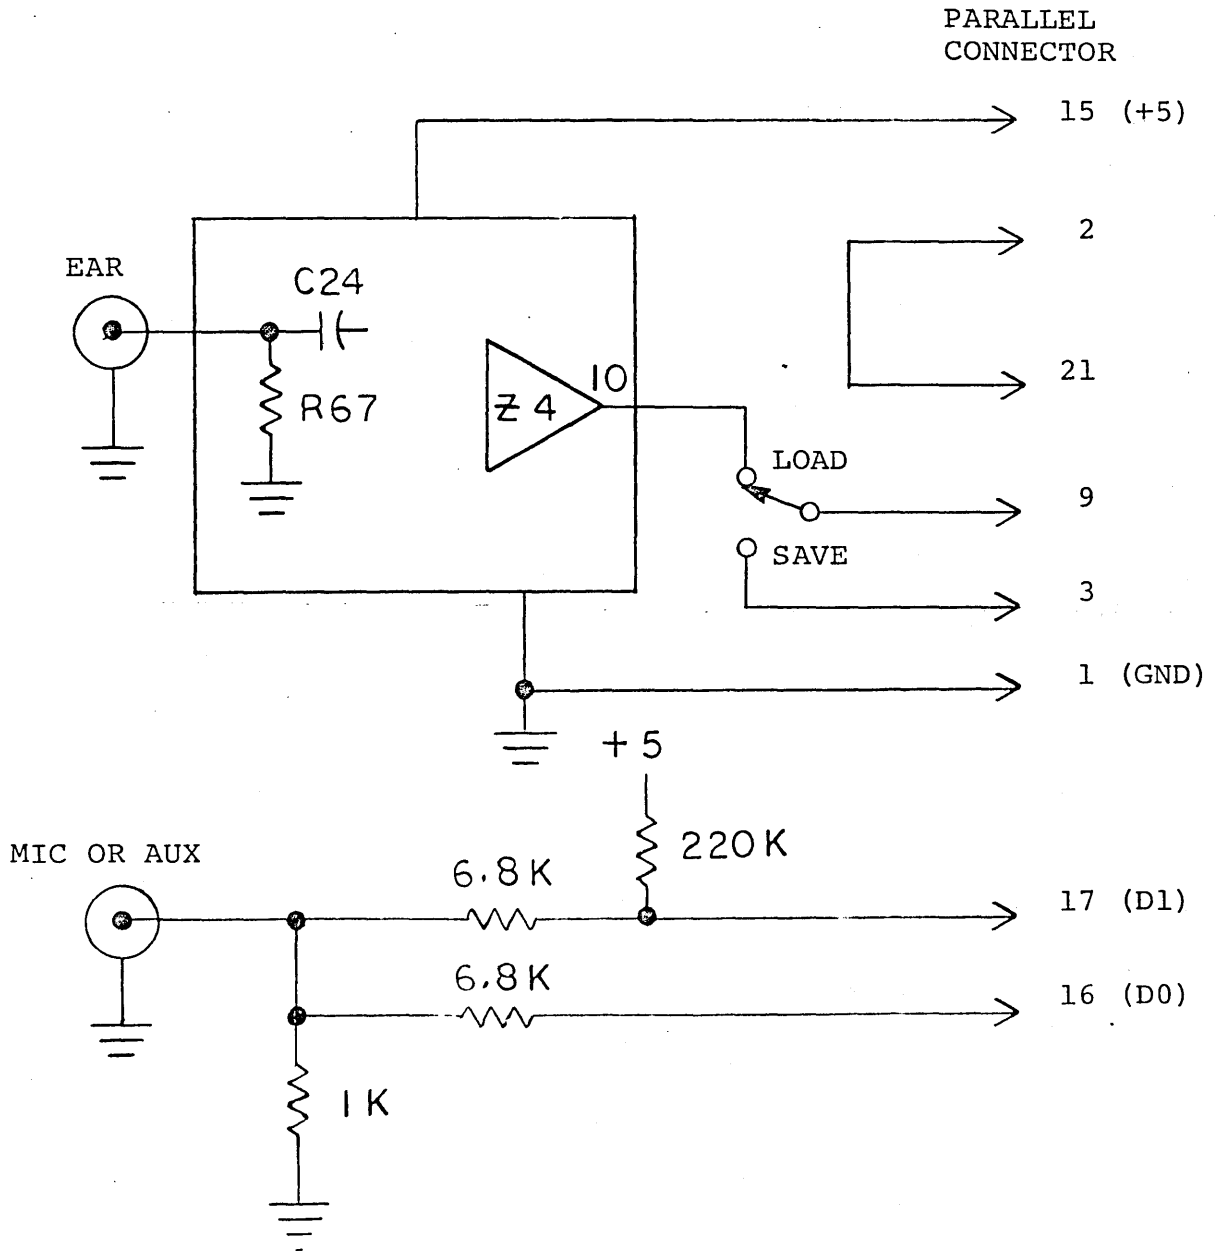 PARALLEL
CONNECTOR
15 (+5)
2
EAR
C24
21
10
R67
Z 4
LOAD
9
SAVE
3
1 (GND)
+5
220K
MIC OR AUX
6.8K
17 (D1)
6.8K
16 (D0)
1K